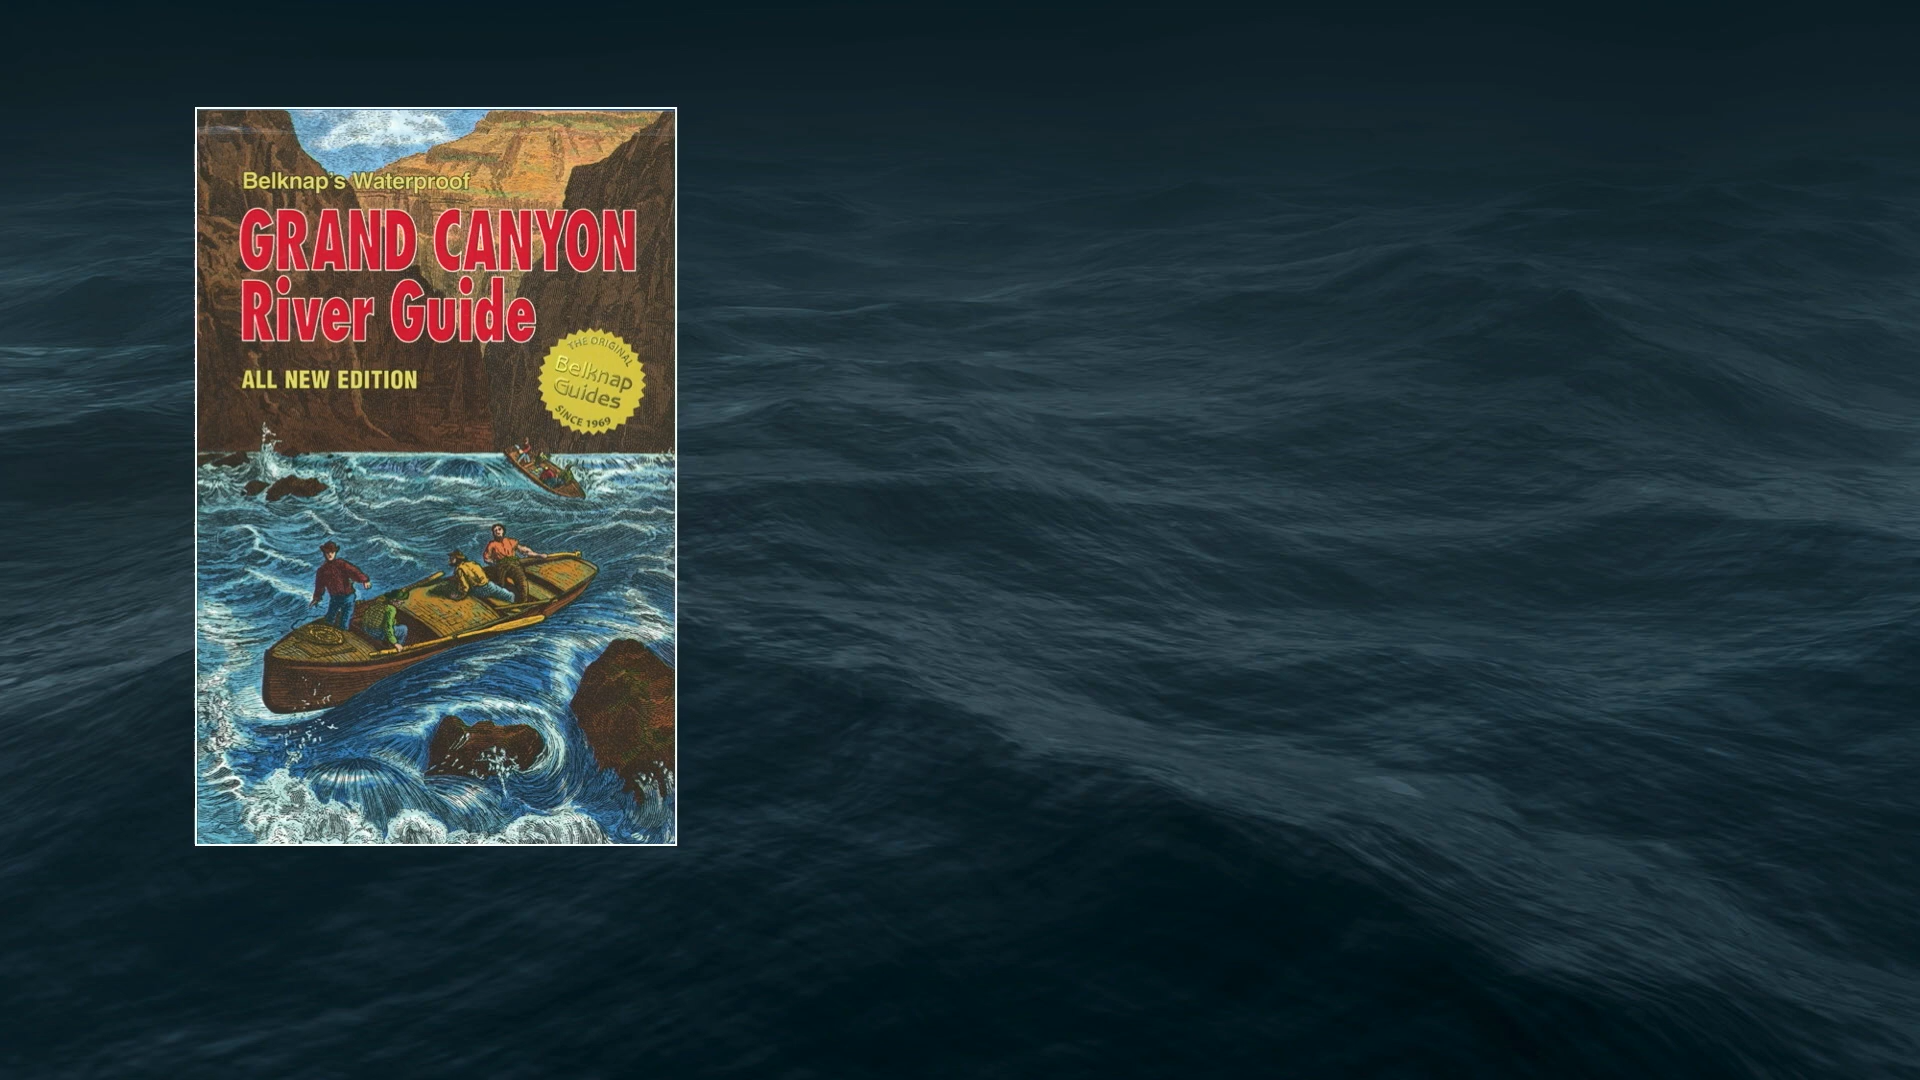 Belknap's Waterproof
GRAND CANYON
River Guide
THE ORIGINAL
Belknap
Guides
SINCE 1969
ALL NEW EDITION